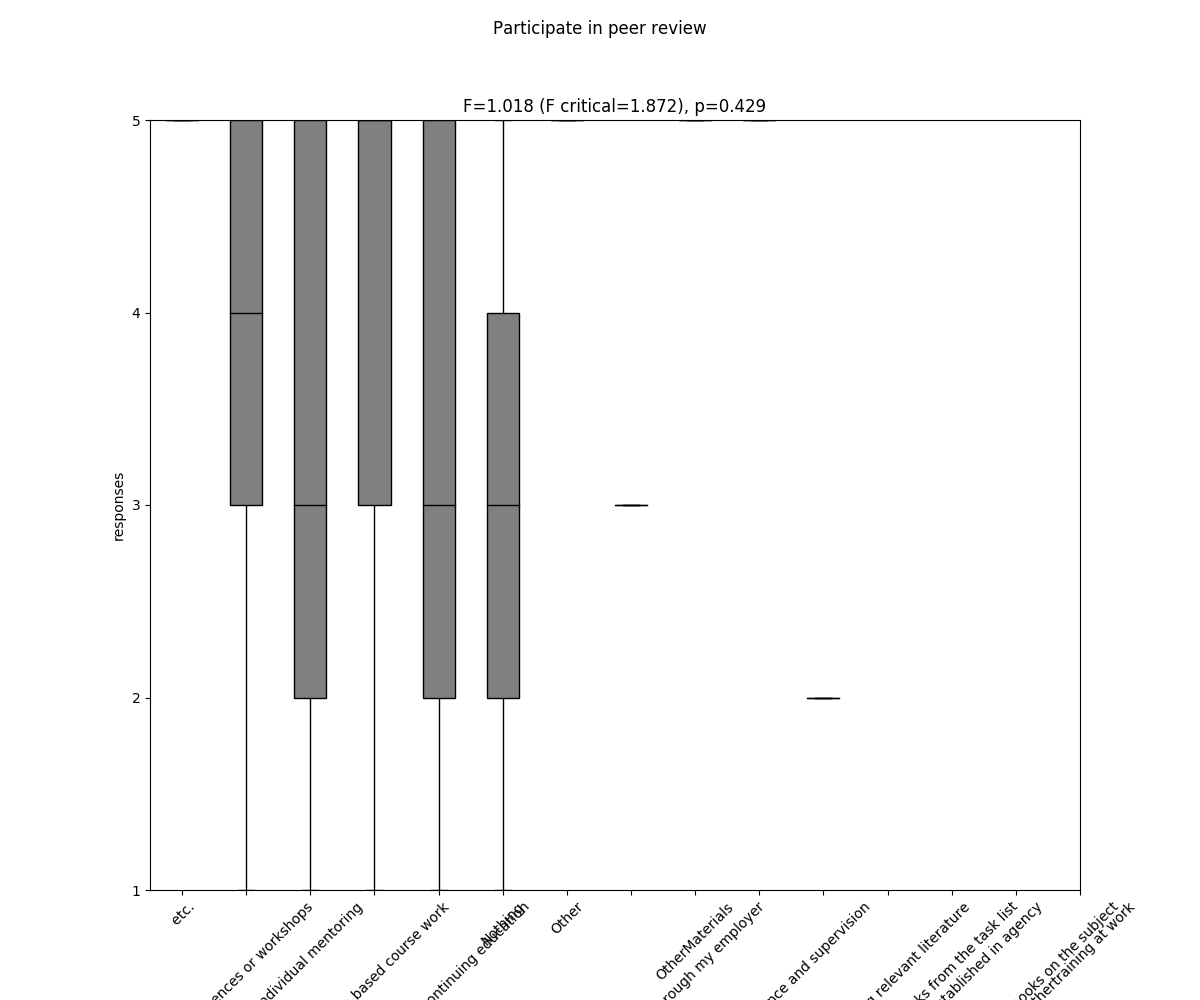 Participate in peer review
F=1.018 (F critical=1.872), p=0.429
5
4
3
2
1
responses
etc.
ences or workshops
ndividual mentoring
based course work
ontinuing education
Nothing
Other
OtherMaterials
rough my employer
nce and supervision
g relevant literature
ks from the task list
tablished in agency
ooks on the subject
hertraining at work